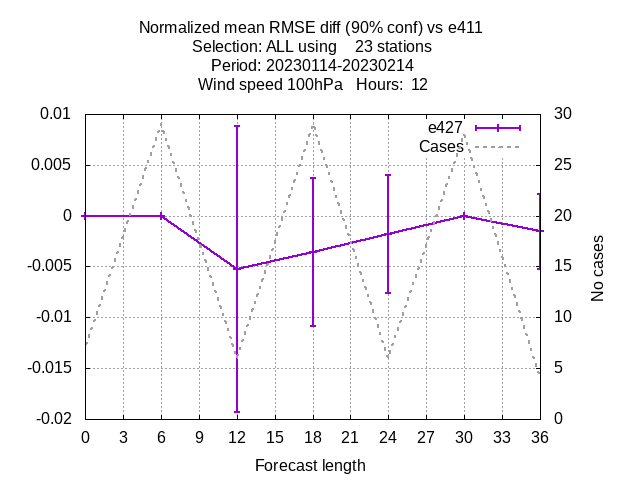 Normalized mean RMSE diff (90% conf) vs e411
Selection: ALL using    23 stations
Period: 20230114-20230214
Wind speed 100hPa   Hours:  12
0.01
0.005
0
-0.005
-0.01
-0.015
-0.02
30
25
20
15
10
5
0
e427
Cases
No cases
0 3 6 9 12 15 18 21 24 27 30 33 36
Forecast length